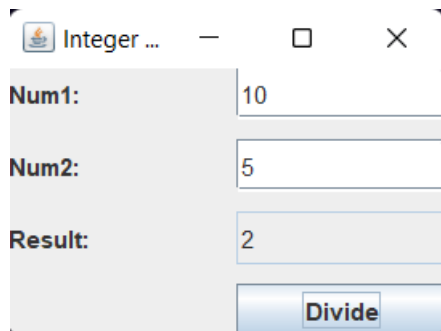 Integer ...
Num1: 10
Num2: 5
Result: 2
Divide